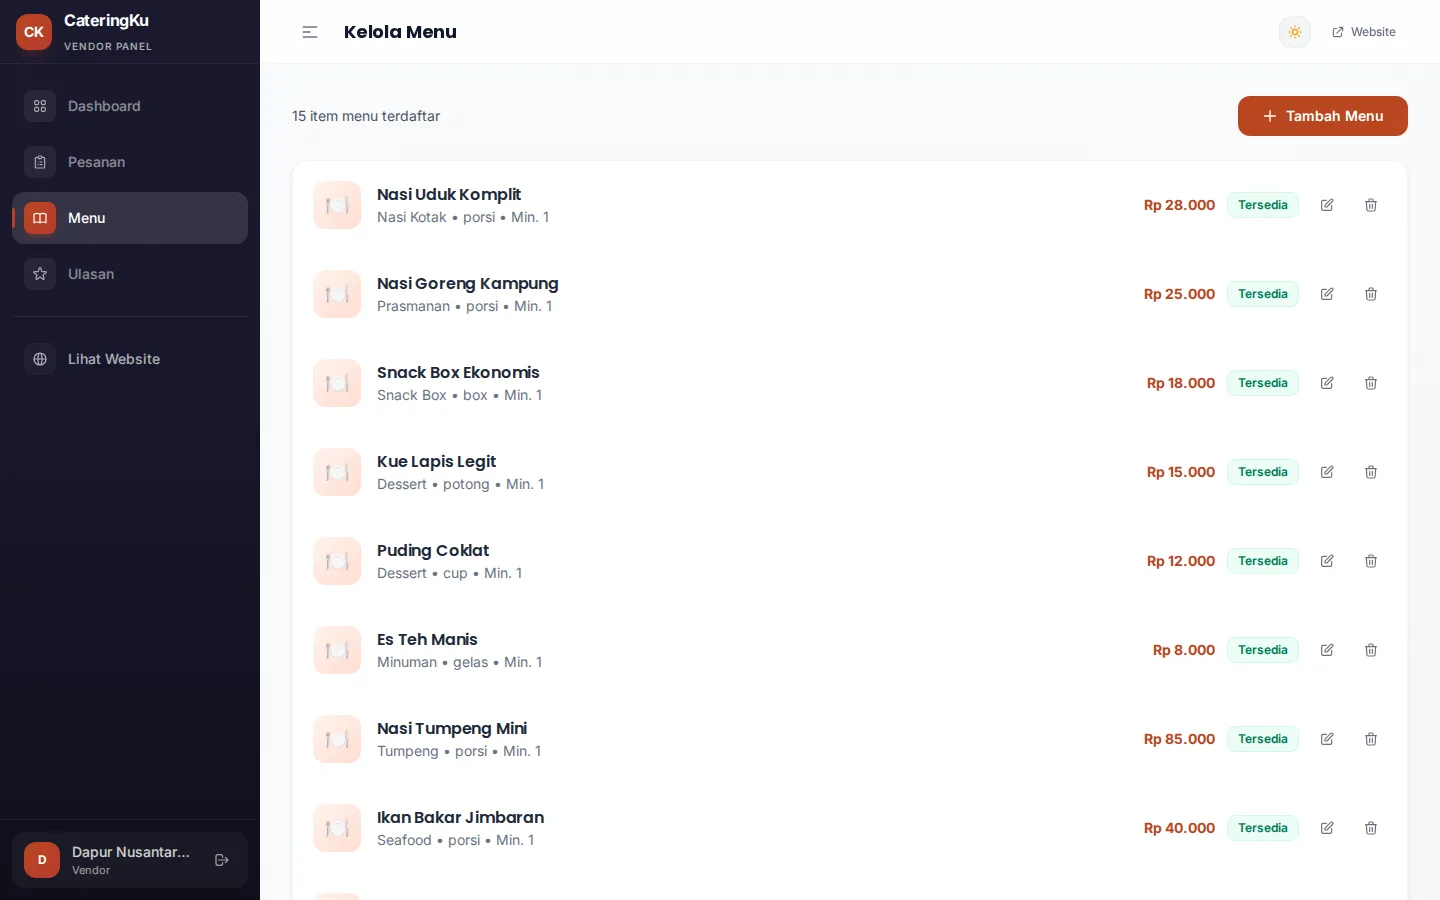 CK
CateringKu
VENDOR PANEL
Dashboard
Pesanan
Menu
Ulasan
Lihat Website
D
Dapur Nusantar...
Vendor
Kelola Menu
Website
15 item menu terdaftar
+ Tambah Menu
Nasi Uduk Komplit
Nasi Kotak • porsi • Min. 1
Rp 28.000
Tersedia
Nasi Goreng Kampung
Prasmanan • porsi • Min. 1
Rp 25.000
Tersedia
Snack Box Ekonomis
Snack Box • box • Min. 1
Rp 18.000
Tersedia
Kue Lapis Legit
Dessert • potong • Min. 1
Rp 15.000
Tersedia
Puding Coklat
Dessert • cup • Min. 1
Rp 12.000
Tersedia
Es Teh Manis
Minuman • gelas • Min. 1
Rp 8.000
Tersedia
Nasi Tumpeng Mini
Tumpeng • porsi • Min. 1
Rp 85.000
Tersedia
Ikan Bakar Jimbaran
Seafood • porsi • Min. 1
Rp 40.000
Tersedia